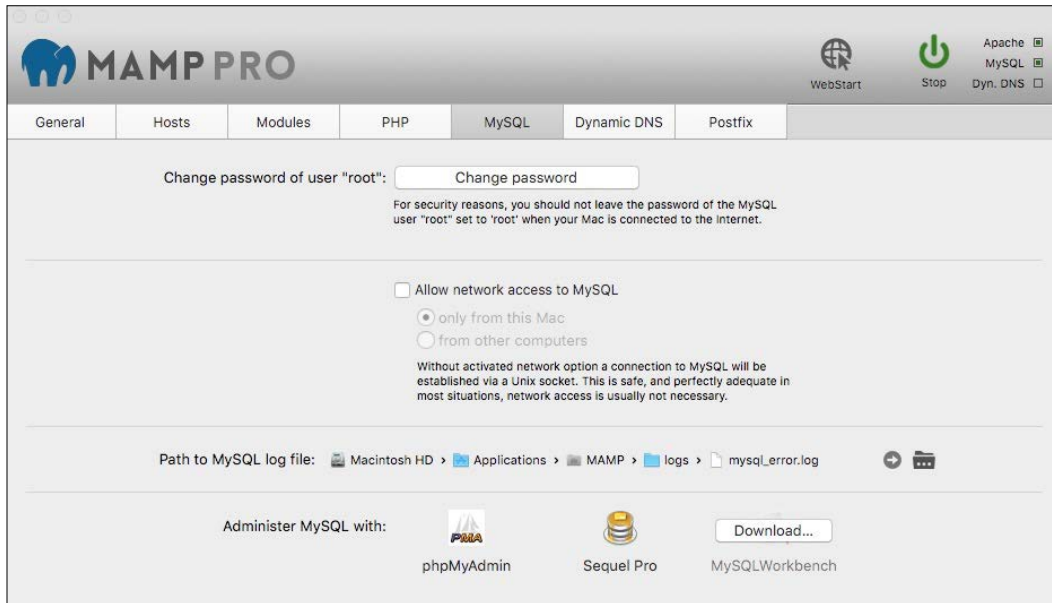 MAMP PRO
WebStart
Stop
Apache
MySQL
Dyn. DNS
General Hosts Modules PHP MySQL Dynamic DNS Postfix
Change password of user "root": Change password
For security reasons, you should not leave the password of the MySQL
user "root" set to 'root' when your Mac is connected to the Internet.
Allow network access to MySQL
only from this Mac
from other computers
Without activated network option a connection to MySQL will be
established via a Unix socket. This is safe, and perfectly adequate in
most situations, network access is usually not necessary.
Path to MySQL log file: Macintosh HD › Applications › MAMP › logs › mysql_error.log
Administer MySQL with: PMA Download...
phpMyAdmin Sequel Pro MySQLWorkbench